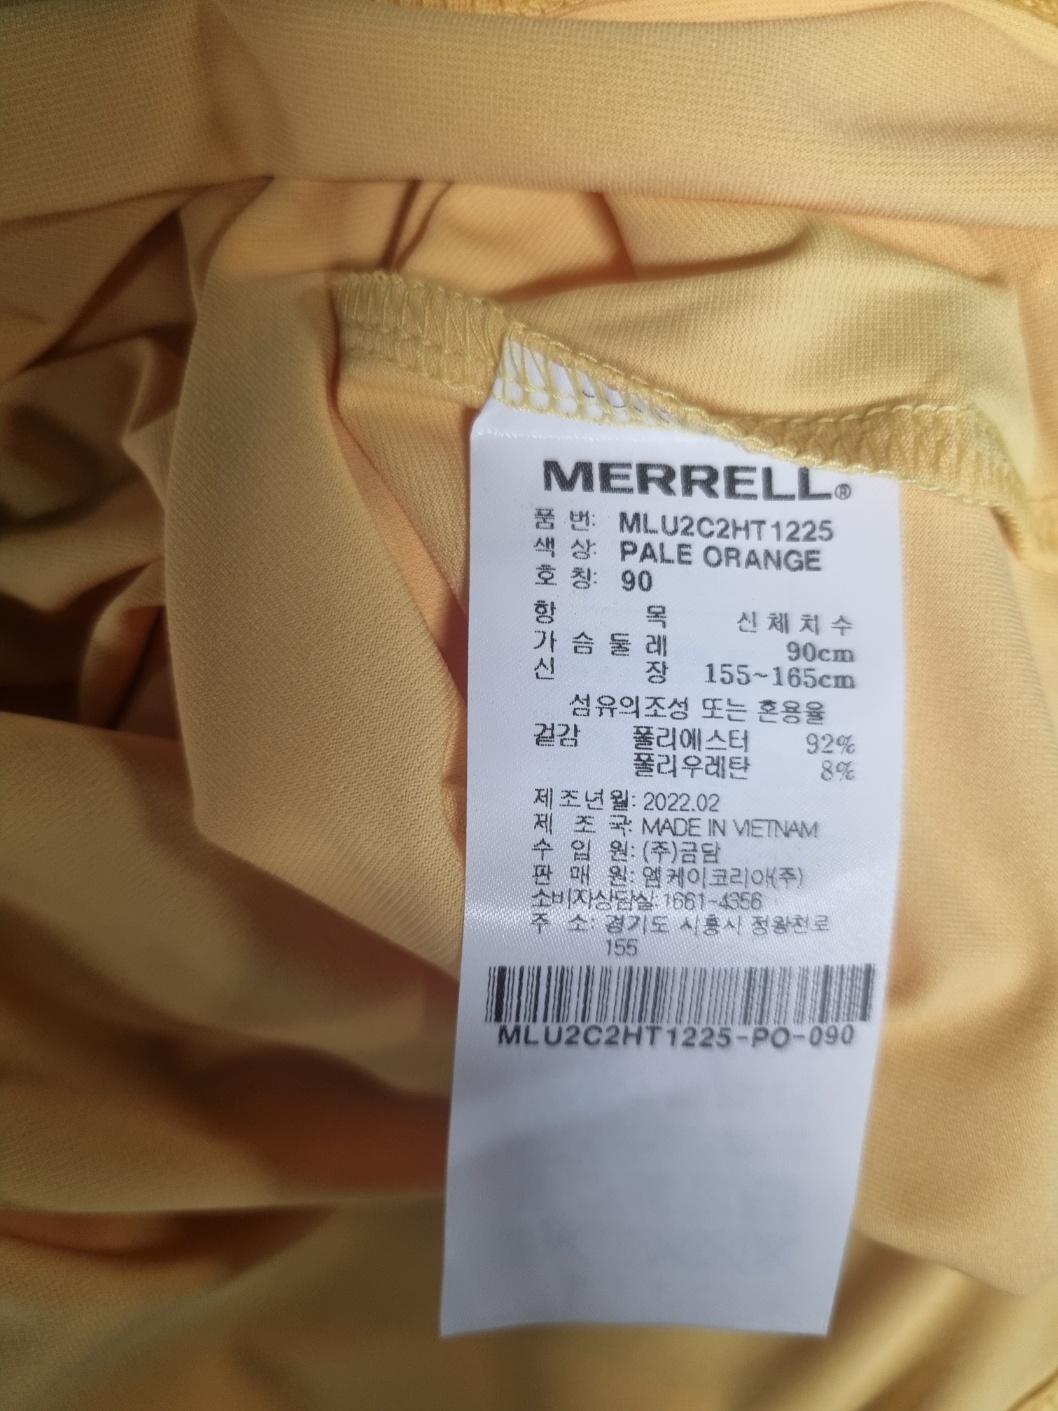 MERRELL®
품 번: MLU2C2HT1225
색 상: PALE ORANGE
호 칭: 90
항 목 신체치수
가슴둘레 90cm
신 장 155~165cm
섬유의조성 또는 혼용율
겉감 폴리에스터 92%
폴리우레탄 8%
제조년월: 2022.02
제 조 국: MADE IN VIETNAM
수 입 원: (주)금담
판 매 원: 엠케이코리아(주)
소비자상담실: 1661-4356
주 소: 경기도 시흥시 정왕천로
155
MLU2C2HT1225-PO-090